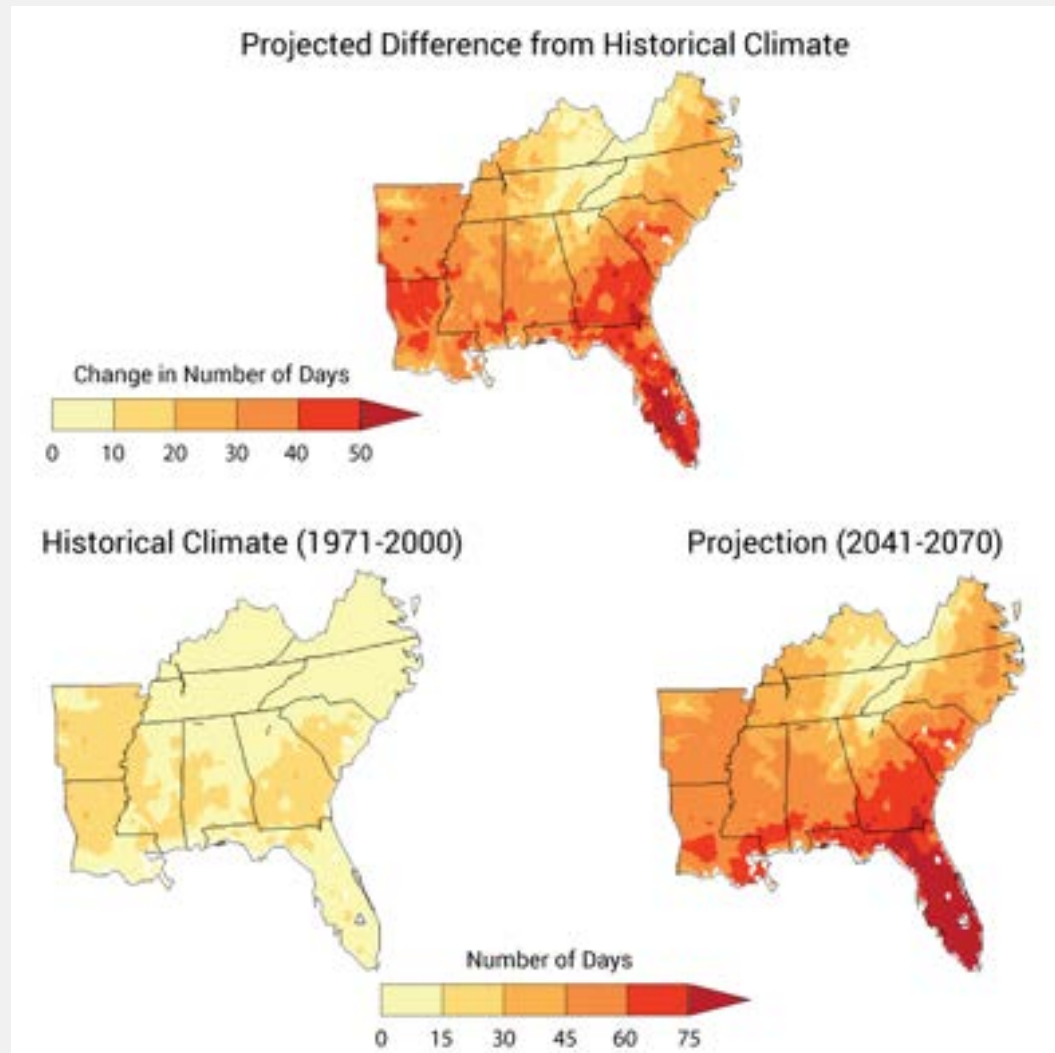 Projected Difference from Historical Climate
Change in Number of Days
0 10 20 30 40 50
Historical Climate (1971-2000)
Projection (2041-2070)
Number of Days
0 15 30 45 60 75